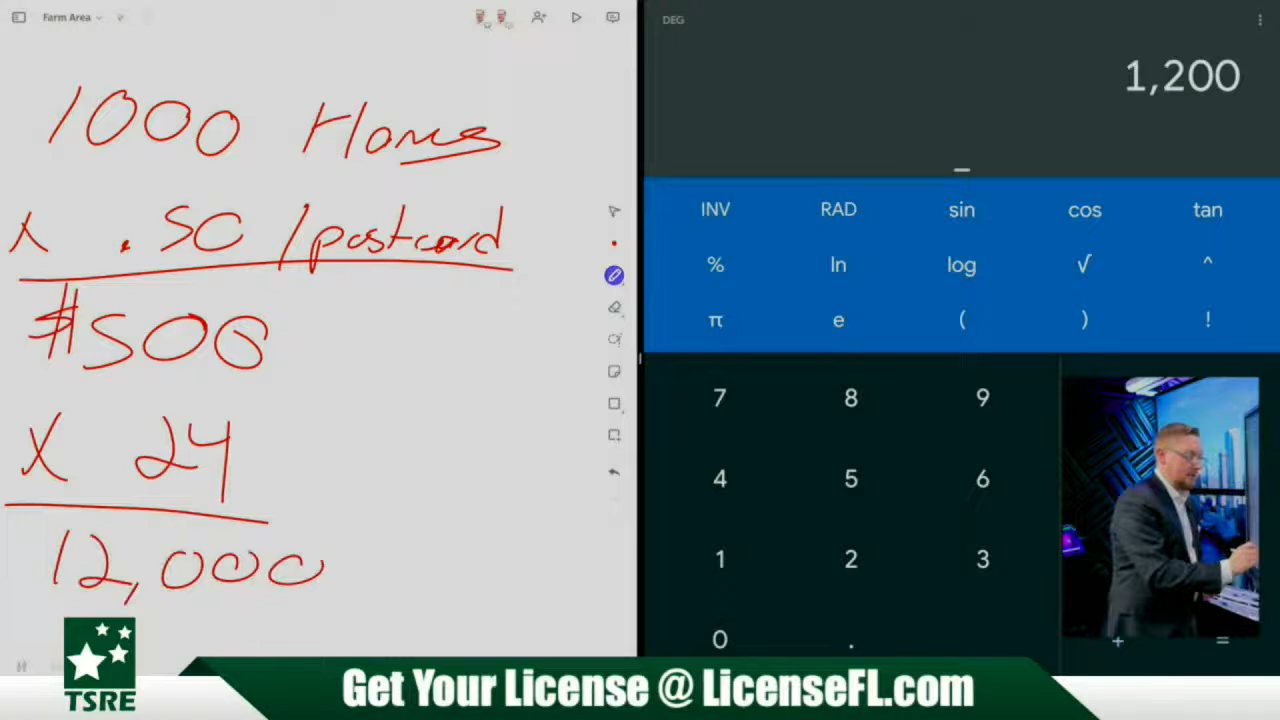 Farm Area
1000 Homes
x .50 /postcard
$500
x 24
12,000
DEG
1,200
INV RAD sin cos tan
% ln log √ ^
π e ( ) !
7 8 9
4 5 6
1 2 3
0 . + =
TSRE
Get Your License @ LicenseFL.com